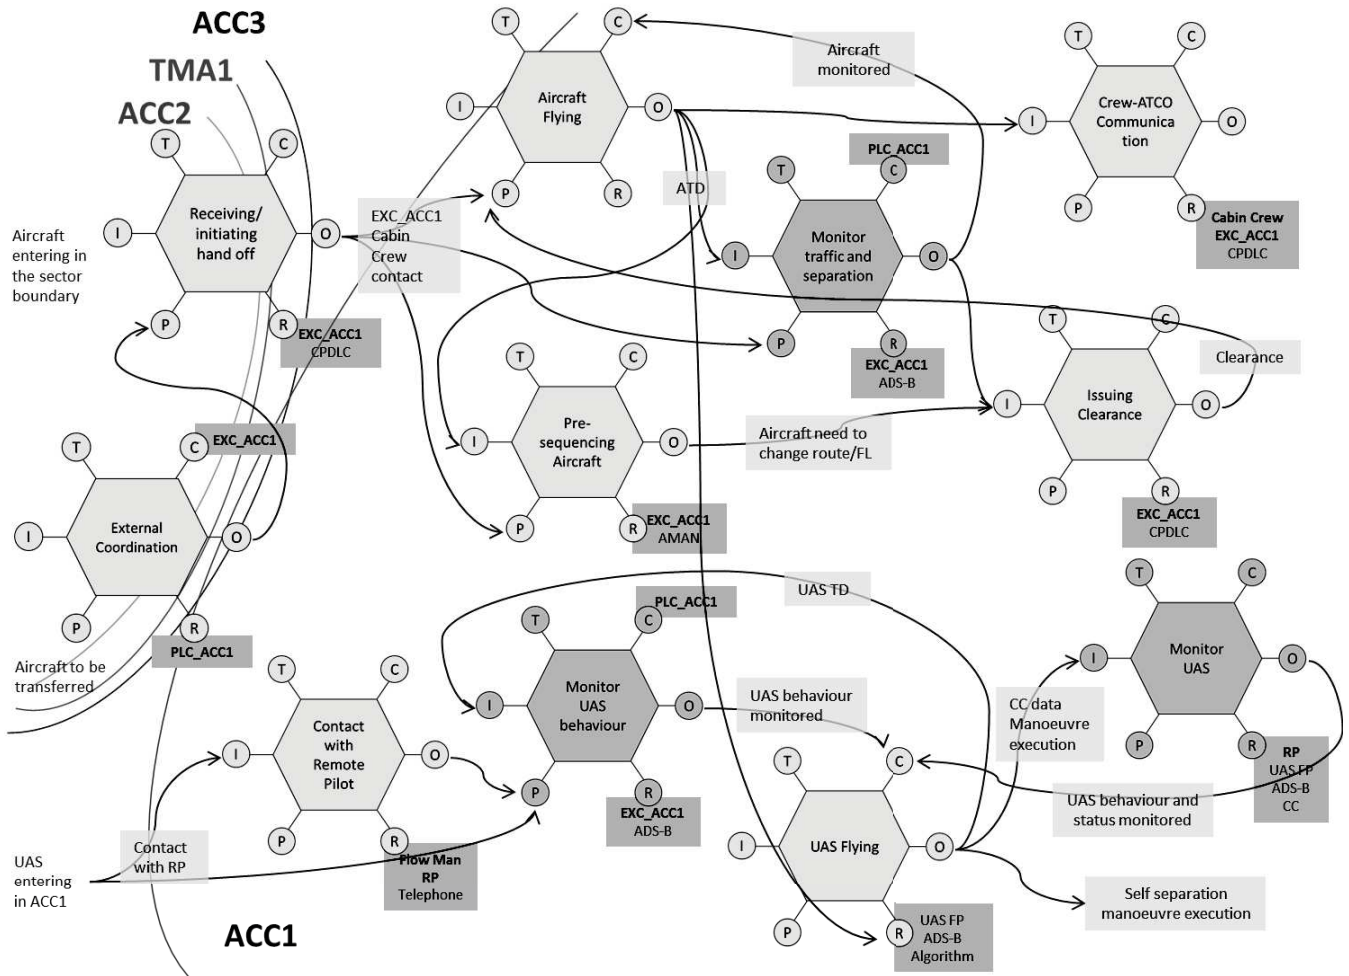 ACC3
TMA1
ACC2
T
C
I
Receiving/
initiating
hand off
O
P
R
EXC_ACC1
CPDLC
Aircraft
entering in
the sector
boundary
EXC_ACC1
Cabin
Crew
contact
T
C
I
Aircraft
Flying
O
P
R
Aircraft
monitored
ATD
PLC_ACC1
T
C
I
Monitor
traffic and
separation
O
P
R
EXC_ACC1
ADS-B
T
C
I
Crew-ATCO
Communica
tion
O
P
R
Cabin Crew
EXC_ACC1
CPDLC
T
C
I
Issuing
Clearance
O
P
R
EXC_ACC1
CPDLC
Clearance
T
C
I
Pre-
sequencing
Aircraft
O
P
R
EXC_ACC1
AMAN
Aircraft need to
change route/FL
T
C
EXC_ACC1
I
External
Coordination
O
P
R
PLC_ACC1
Aircraft to be
transferred
T
C
I
Contact
with
Remote
Pilot
O
P
R
Flow Man
RP
Telephone
Contact
with RP
UAS
entering
in ACC1
ACC1
T
C
PLC_ACC1
I
Monitor
UAS
behaviour
O
P
R
EXC_ACC1
ADS-B
UAS TD
UAS behaviour
monitored
T
C
I
UAS Flying
O
P
R
UAS FP
ADS-B
Algorithm
CC data
Manoeuvre
execution
T
C
I
Monitor
UAS
O
P
R
RP
UAS FP
ADS-B
CC
UAS behaviour and
status monitored
Self separation
manoeuvre execution